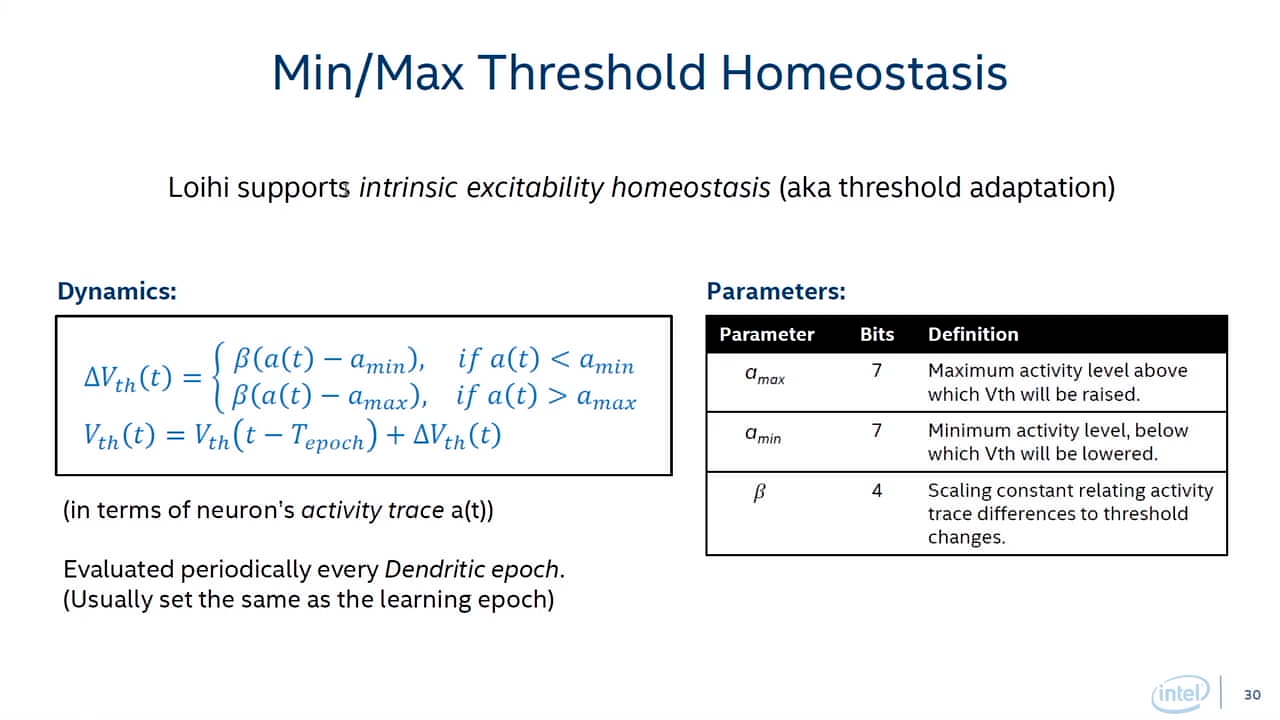 Min/Max Threshold Homeostasis
Loihi supports intrinsic excitability homeostasis (aka threshold adaptation)
Dynamics:
ΔV_th(t) = { β(a(t) − a_min), if a(t) < a_min
β(a(t) − a_max), if a(t) > a_max
V_th(t) = V_th(t − T_epoch) + ΔV_th(t)
(in terms of neuron's activity trace a(t))
Evaluated periodically every Dendritic epoch.
(Usually set the same as the learning epoch)
Parameters:
Parameter Bits Definition
a_max 7 Maximum activity level above
which Vth will be raised.
a_min 7 Minimum activity level, below
which Vth will be lowered.
β 4 Scaling constant relating activity
trace differences to threshold
changes.
intel 30